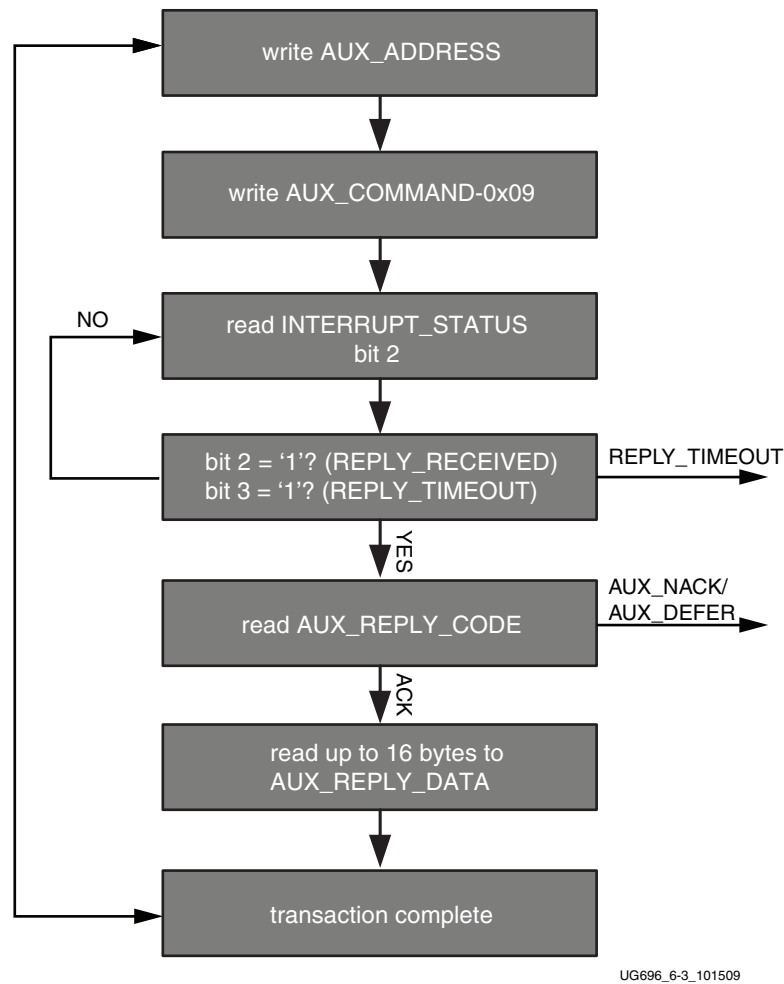 write AUX_ADDRESS
write AUX_COMMAND-0x09
NO
read INTERRUPT_STATUS
bit 2
bit 2 = ‘1’? (REPLY_RECEIVED)
bit 3 = ‘1’? (REPLY_TIMEOUT)
REPLY_TIMEOUT
YES
read AUX_REPLY_CODE
AUX_NACK/
AUX_DEFER
ACK
read up to 16 bytes to
AUX_REPLY_DATA
transaction complete
UG696_6-3_101509